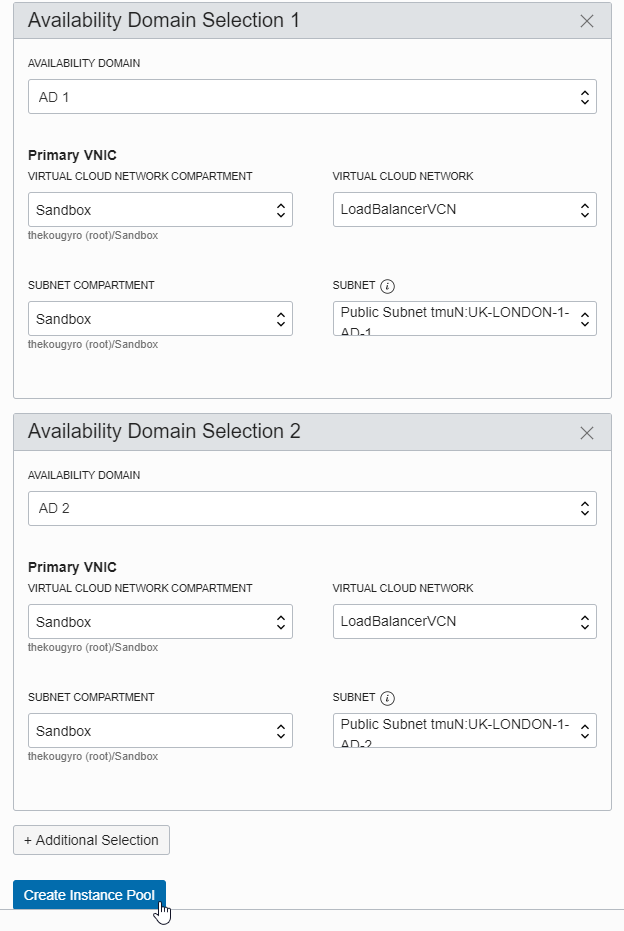 Availability Domain Selection 1
AVAILABILITY DOMAIN
AD 1
Primary VNIC
VIRTUAL CLOUD NETWORK COMPARTMENT
VIRTUAL CLOUD NETWORK
Sandbox
LoadBalancerVCN
thekougyro (root)/Sandbox
SUBNET COMPARTMENT
SUBNET
Sandbox
Public Subnet tmuN:UK-LONDON-1-
AD-1
thekougyro (root)/Sandbox
Availability Domain Selection 2
AVAILABILITY DOMAIN
AD 2
Primary VNIC
VIRTUAL CLOUD NETWORK COMPARTMENT
VIRTUAL CLOUD NETWORK
Sandbox
LoadBalancerVCN
thekougyro (root)/Sandbox
SUBNET COMPARTMENT
SUBNET
Sandbox
Public Subnet tmuN:UK-LONDON-1-
AD-2
thekougyro (root)/Sandbox
+ Additional Selection
Create Instance Pool